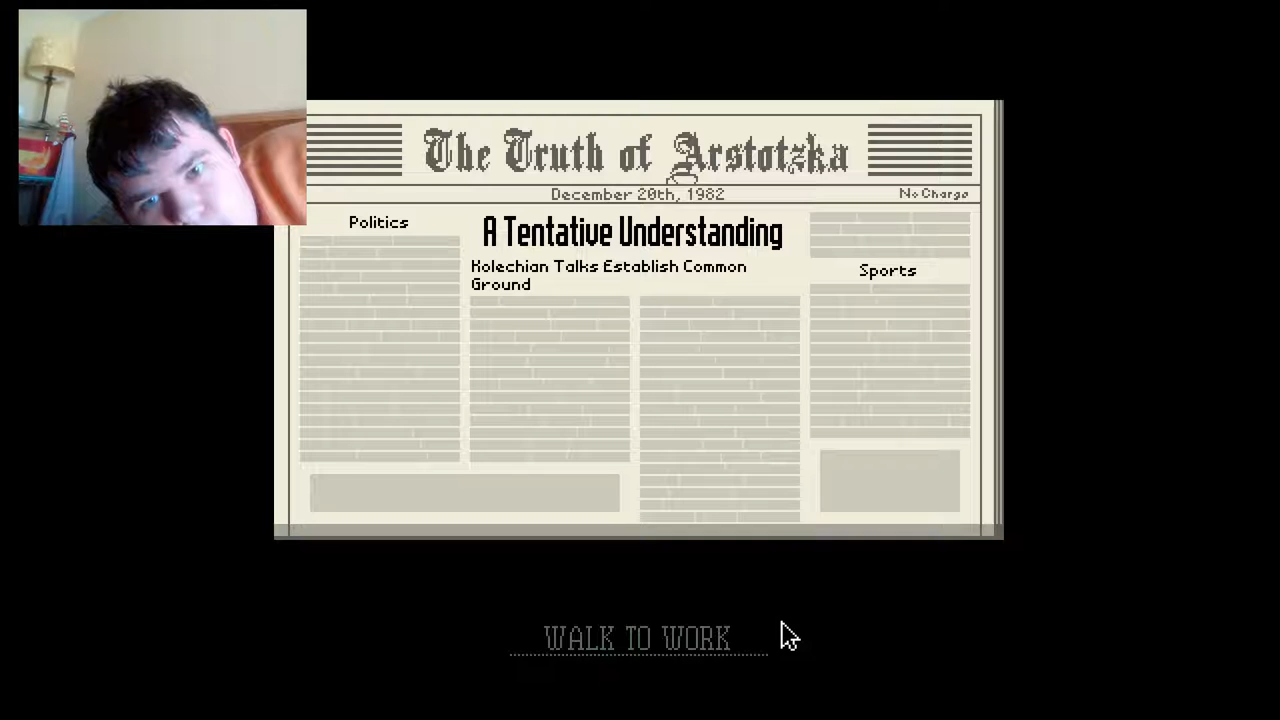 The Truth of Arstotzka
December 20th, 1982
No Charge
Politics
A Tentative Understanding
Kolechian Talks Establish Common
Ground
Sports
WALK TO WORK